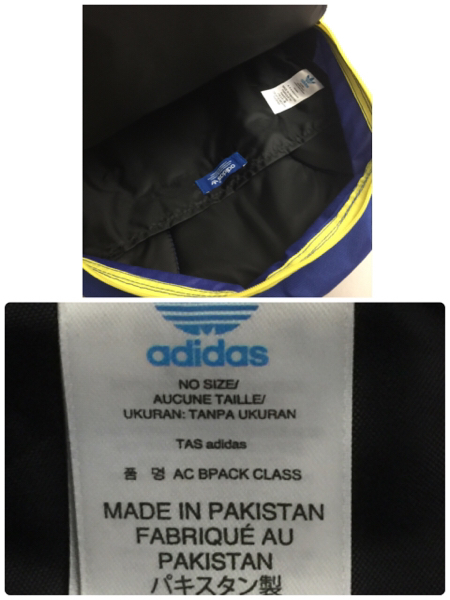 adidas
adidas
NO SIZE/
AUCUNE TAILLE/
UKURAN: TANPA UKURAN
TAS adidas
품 명 AC BPACK CLASS
MADE IN PAKISTAN
FABRIQUÉ AU
PAKISTAN
パキスタン製